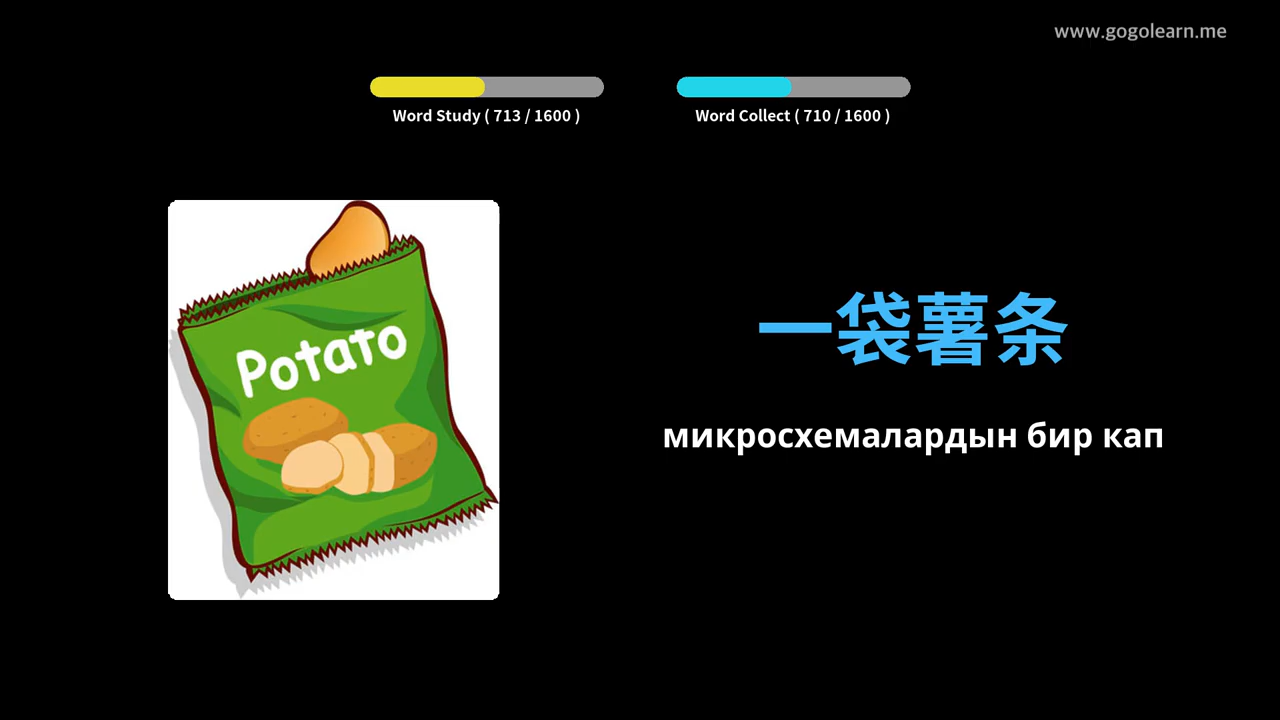 www.gogolearn.me
Word Study ( 713 / 1600 )
Word Collect ( 710 / 1600 )
Potato
一袋薯条
микросхемалардын бир кап